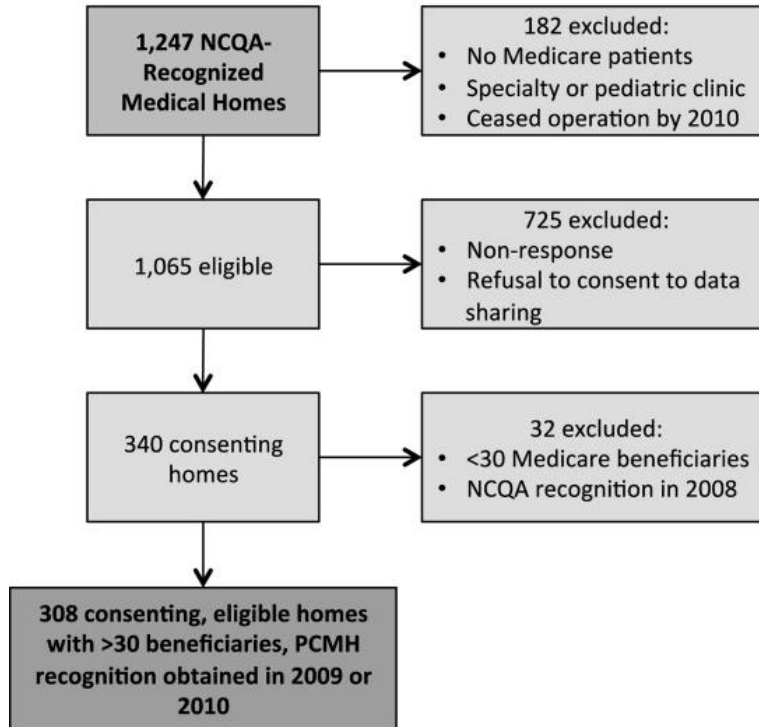 1,247 NCQA-
Recognized
Medical Homes
182 excluded:
• No Medicare patients
• Specialty or pediatric clinic
• Ceased operation by 2010
1,065 eligible
725 excluded:
• Non-response
• Refusal to consent to data
sharing
340 consenting
homes
32 excluded:
• <30 Medicare beneficiaries
• NCQA recognition in 2008
308 consenting, eligible homes
with >30 beneficiaries, PCMH
recognition obtained in 2009 or
2010